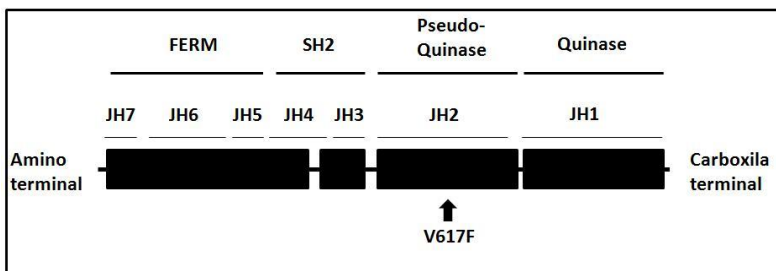 FERM SH2 Pseudo-Quinase Quinase
JH7 JH6 JH5 JH4 JH3 JH2 JH1
Amino terminal
Carboxila terminal
V617F